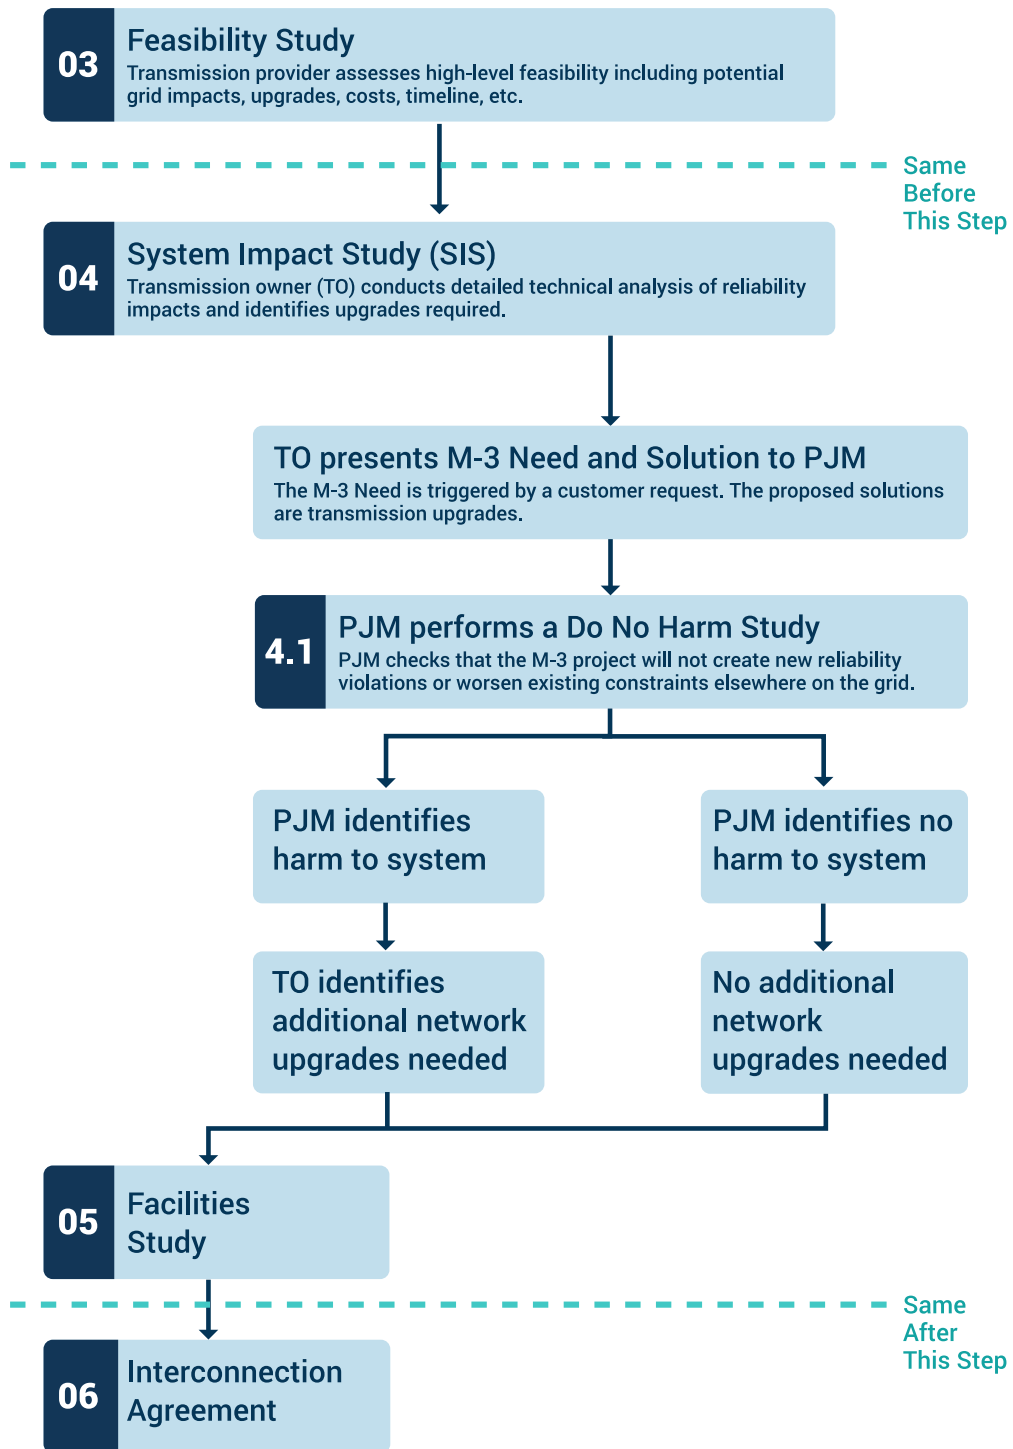 03
Feasibility Study
Transmission provider assesses high-level feasibility including potential
grid impacts, upgrades, costs, timeline, etc.
Same
Before
This Step
04
System Impact Study (SIS)
Transmission owner (TO) conducts detailed technical analysis of reliability
impacts and identifies upgrades required.
TO presents M-3 Need and Solution to PJM
The M-3 Need is triggered by a customer request. The proposed solutions
are transmission upgrades.
4.1
PJM performs a Do No Harm Study
PJM checks that the M-3 project will not create new reliability
violations or worsen existing constraints elsewhere on the grid.
PJM identifies
harm to system
PJM identifies no
harm to system
TO identifies
additional network
upgrades needed
No additional
network
upgrades needed
05
Facilities
Study
Same
After
This Step
06
Interconnection
Agreement